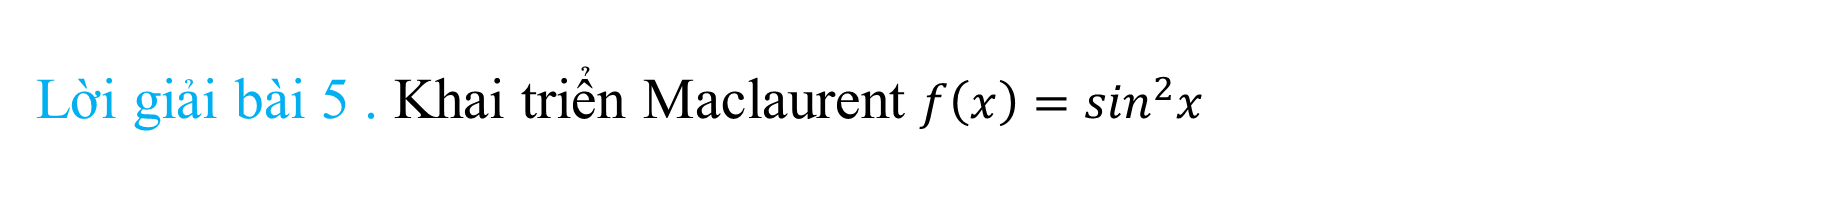 Lời giải bài 5 . Khai triển Maclaurent f(x) = sin²x